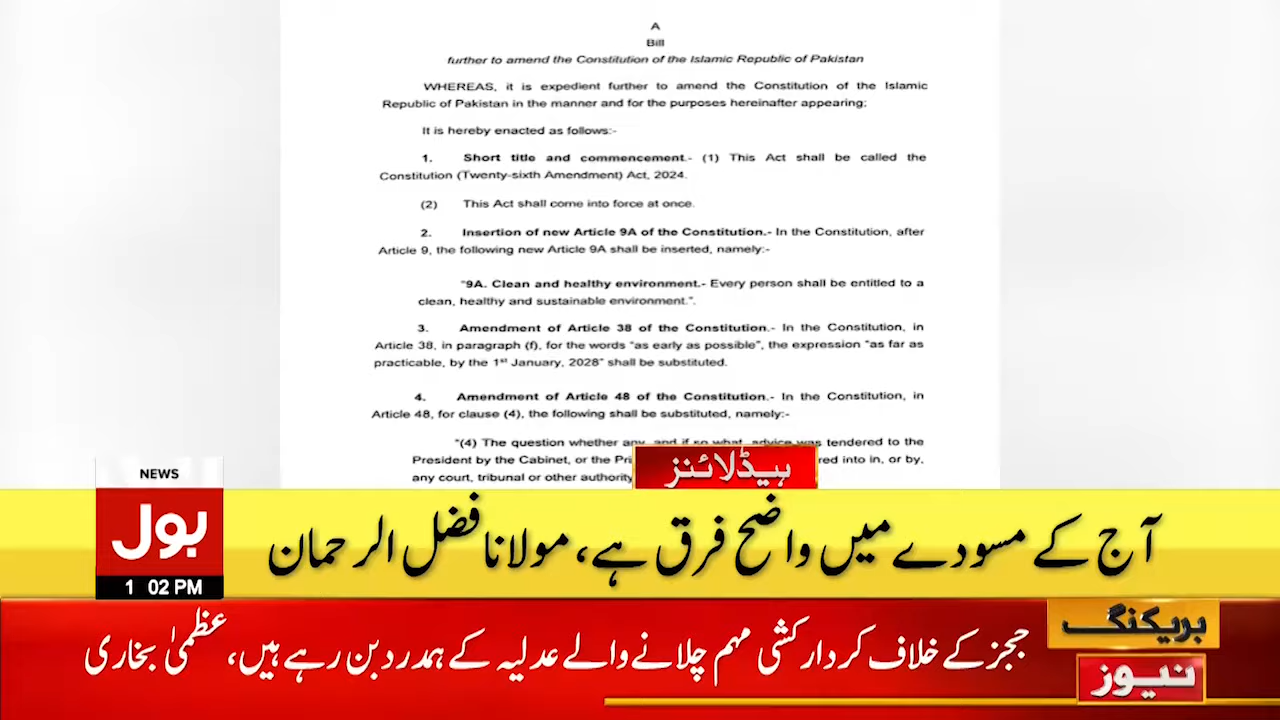 A
Bill
further to amend the Constitution of the Islamic Republic of Pakistan
WHEREAS, it is expedient further to amend the Constitution of the Islamic
Republic of Pakistan in the manner and for the purposes hereinafter appearing;
It is hereby enacted as follows:-
1. Short title and commencement.- (1) This Act shall be called the
Constitution (Twenty-sixth Amendment) Act, 2024.
(2) This Act shall come into force at once.
2. Insertion of new Article 9A of the Constitution.- In the Constitution, after
Article 9, the following new Article 9A shall be inserted, namely:-
"9A. Clean and healthy environment.- Every person shall be entitled to a
clean, healthy and sustainable environment.".
3. Amendment of Article 38 of the Constitution.- In the Constitution, in
Article 38, in paragraph (f), for the words "as early as possible", the expression "as far as
practicable, by the 1st January, 2028" shall be substituted.
4. Amendment of Article 48 of the Constitution.- In the Constitution, in
Article 48, for clause (4), the following shall be substituted, namely:-
"(4) The question whether any, and if so what, advice was tendered to the
President by the Cabinet, or the Pri red into in, or by,
any court, tribunal or other authority
ہیڈلائنز
NEWS
بول
1 02 PM
آج کے مسودے میں واضح فرق ہے، مولانا فضل الرحمان
بریکنگ
نیوز
ججز کے خلاف کردار کشی مہم چلانے والے عدلیہ کے ہمدرد بن رہے ہیں، عظمیٰ بخاری